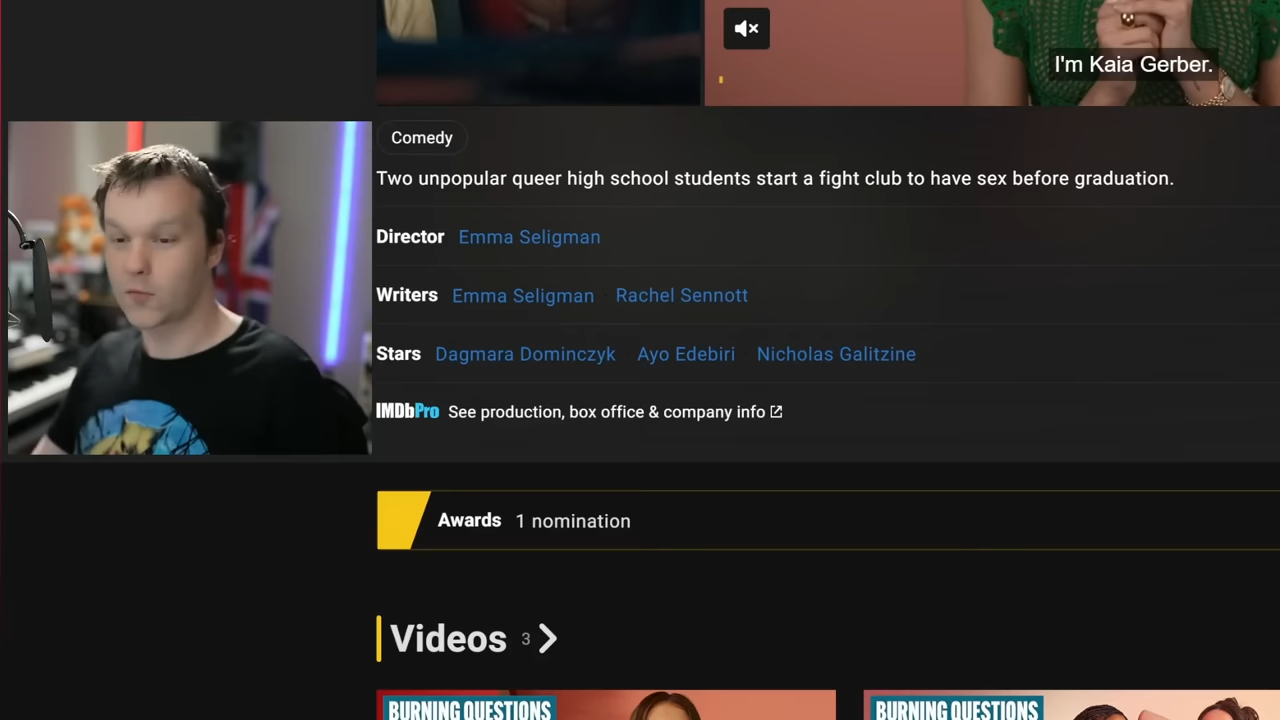 I'm Kaia Gerber.
Comedy
Two unpopular queer high school students start a fight club to have sex before graduation.
Director Emma Seligman
Writers Emma Seligman Rachel Sennott
Stars Dagmara Dominczyk Ayo Edebiri Nicholas Galitzine
IMDbPro See production, box office & company info
Awards 1 nomination
Videos 3
BURNING QUESTIONS BURNING QUESTIONS